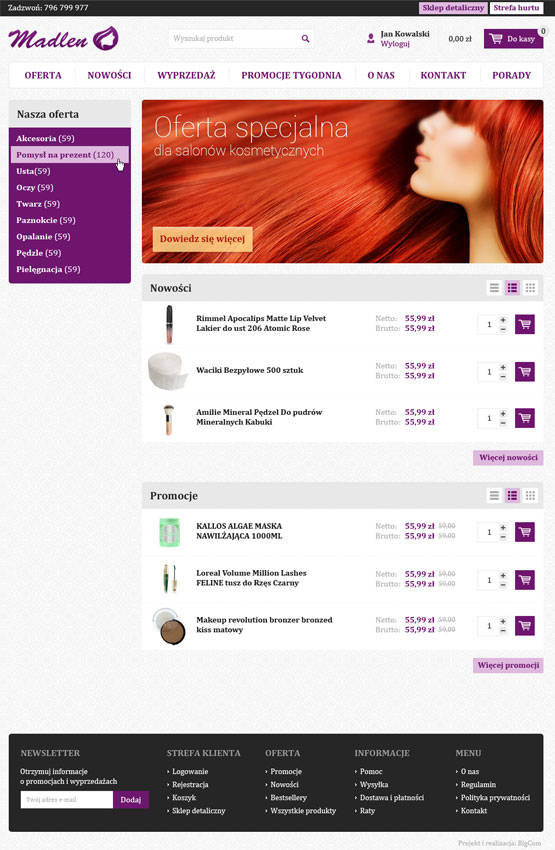 Zadzwoń: 796 799 977
Sklep detaliczny
Strefa hurtu
Madlen
Wyszukaj produkt
Jan Kowalski
Wyloguj
0,00 zł
Do kasy
0
OFERTA
NOWOŚCI
WYPRZEDAŻ
PROMOCJE TYGODNIA
O NAS
KONTAKT
PORADY
Nasza oferta
Akcesoria (59)
Pomysł na prezent (120)
Usta(59)
Oczy (59)
Twarz (59)
Paznokcie (59)
Opalanie (59)
Pędzle (59)
Pielęgnacja (59)
Oferta specjalna
dla salonów kosmetycznych
Dowiedz się więcej
Nowości
Rimmel Apocalips Matte Lip Velvet
Lakier do ust 206 Atomic Rose
Netto: 55,99 zł
Brutto: 55,99 zł
1
Waciki Bezpyłowe 500 sztuk
Netto: 55,99 zł
Brutto: 55,99 zł
1
Amilie Mineral Pędzel Do pudrów
Mineralnych Kabuki
Netto: 55,99 zł
Brutto: 55,99 zł
1
Więcej nowości
Promocje
KALLOS ALGAE MASKA
NAWILŻAJĄCA 1000ML
Netto: 55,99 zł 59,00
Brutto: 55,99 zł 59,00
1
Loreal Volume Million Lashes
FELINE tusz do Rzęs Czarny
Netto: 55,99 zł 59,00
Brutto: 55,99 zł 59,00
1
Makeup revolution bronzer bronzed
kiss matowy
Netto: 55,99 zł 59,00
Brutto: 55,99 zł 59,00
1
Więcej promocji
NEWSLETTER
Otrzymuj informacje
o promocjach i wyprzedażach
Twój adres e-mail
Dodaj
STREFA KLIENTA
Logowanie
Rejestracja
Koszyk
Sklep detaliczny
OFERTA
Promocje
Nowości
Bestsellery
Wszystkie produkty
INFORMACJE
Pomoc
Wysyłka
Dostawa i płatności
Raty
MENU
O nas
Regulamin
Polityka prywatności
Kontakt
Projekt i realizacja: BigCom